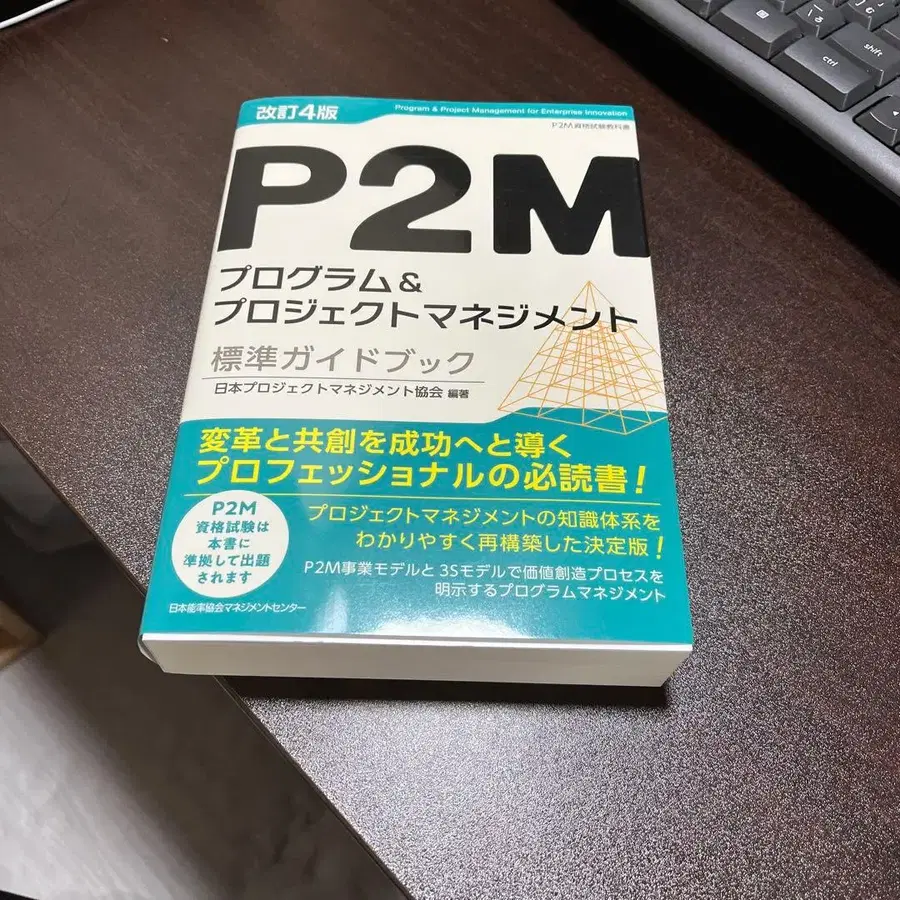 改訂4版
Program & Project Management for Enterprise Innovation
P2M資格試験教科書
P2M
プログラム&
プロジェクトマネジメント
標準ガイドブック
日本プロジェクトマネジメント協会 編著
変革と共創を成功へと導く
プロフェッショナルの必読書!
P2M
資格試験は
本書に
準拠して出題
されます
プロジェクトマネジメントの知識体系を
わかりやすく再構築した決定版!
P2M事業モデルと3Sモデルで価値創造プロセスを
明示するプログラムマネジメント
日本能率協会マネジメントセンター
shift
ctrl
ctrl